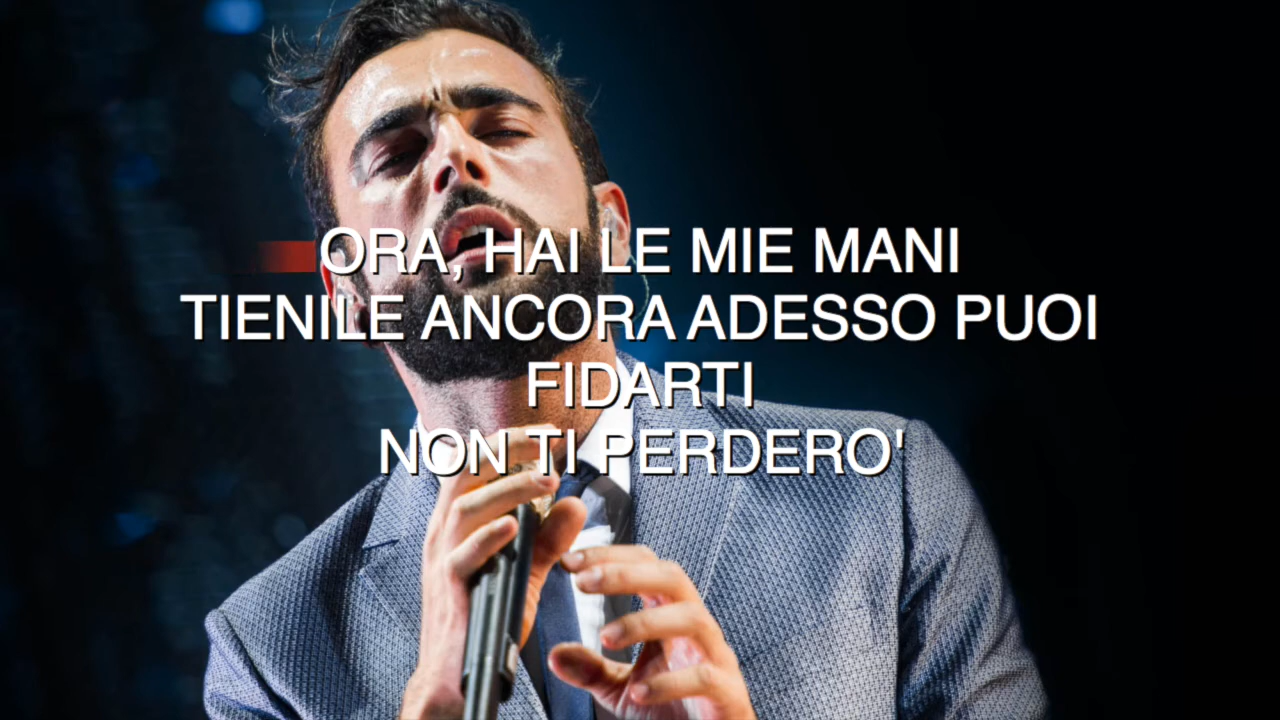 ORA, HAI LE MIE MANI
TIENILE ANCORA ADESSO PUOI
FIDARTI
NON TI PERDERO'